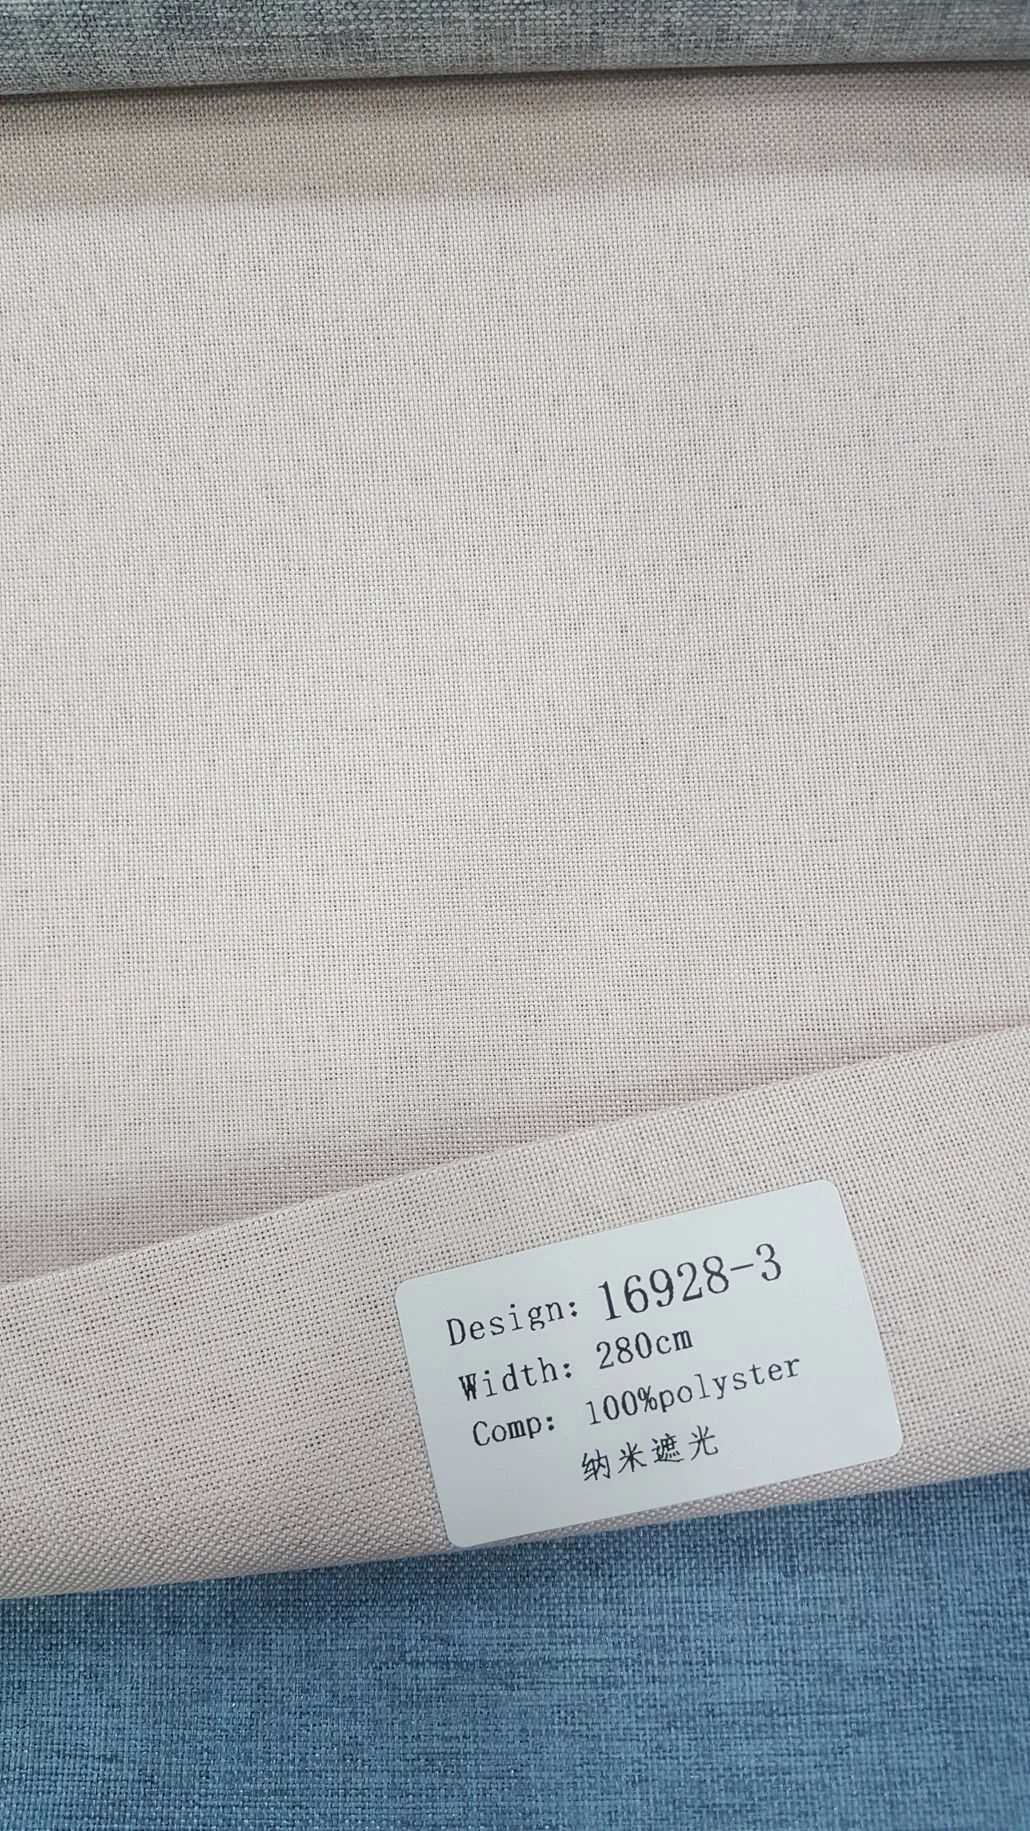 Design: 16928-3
Width: 280cm
Comp: 100%polyster
纳米遮光